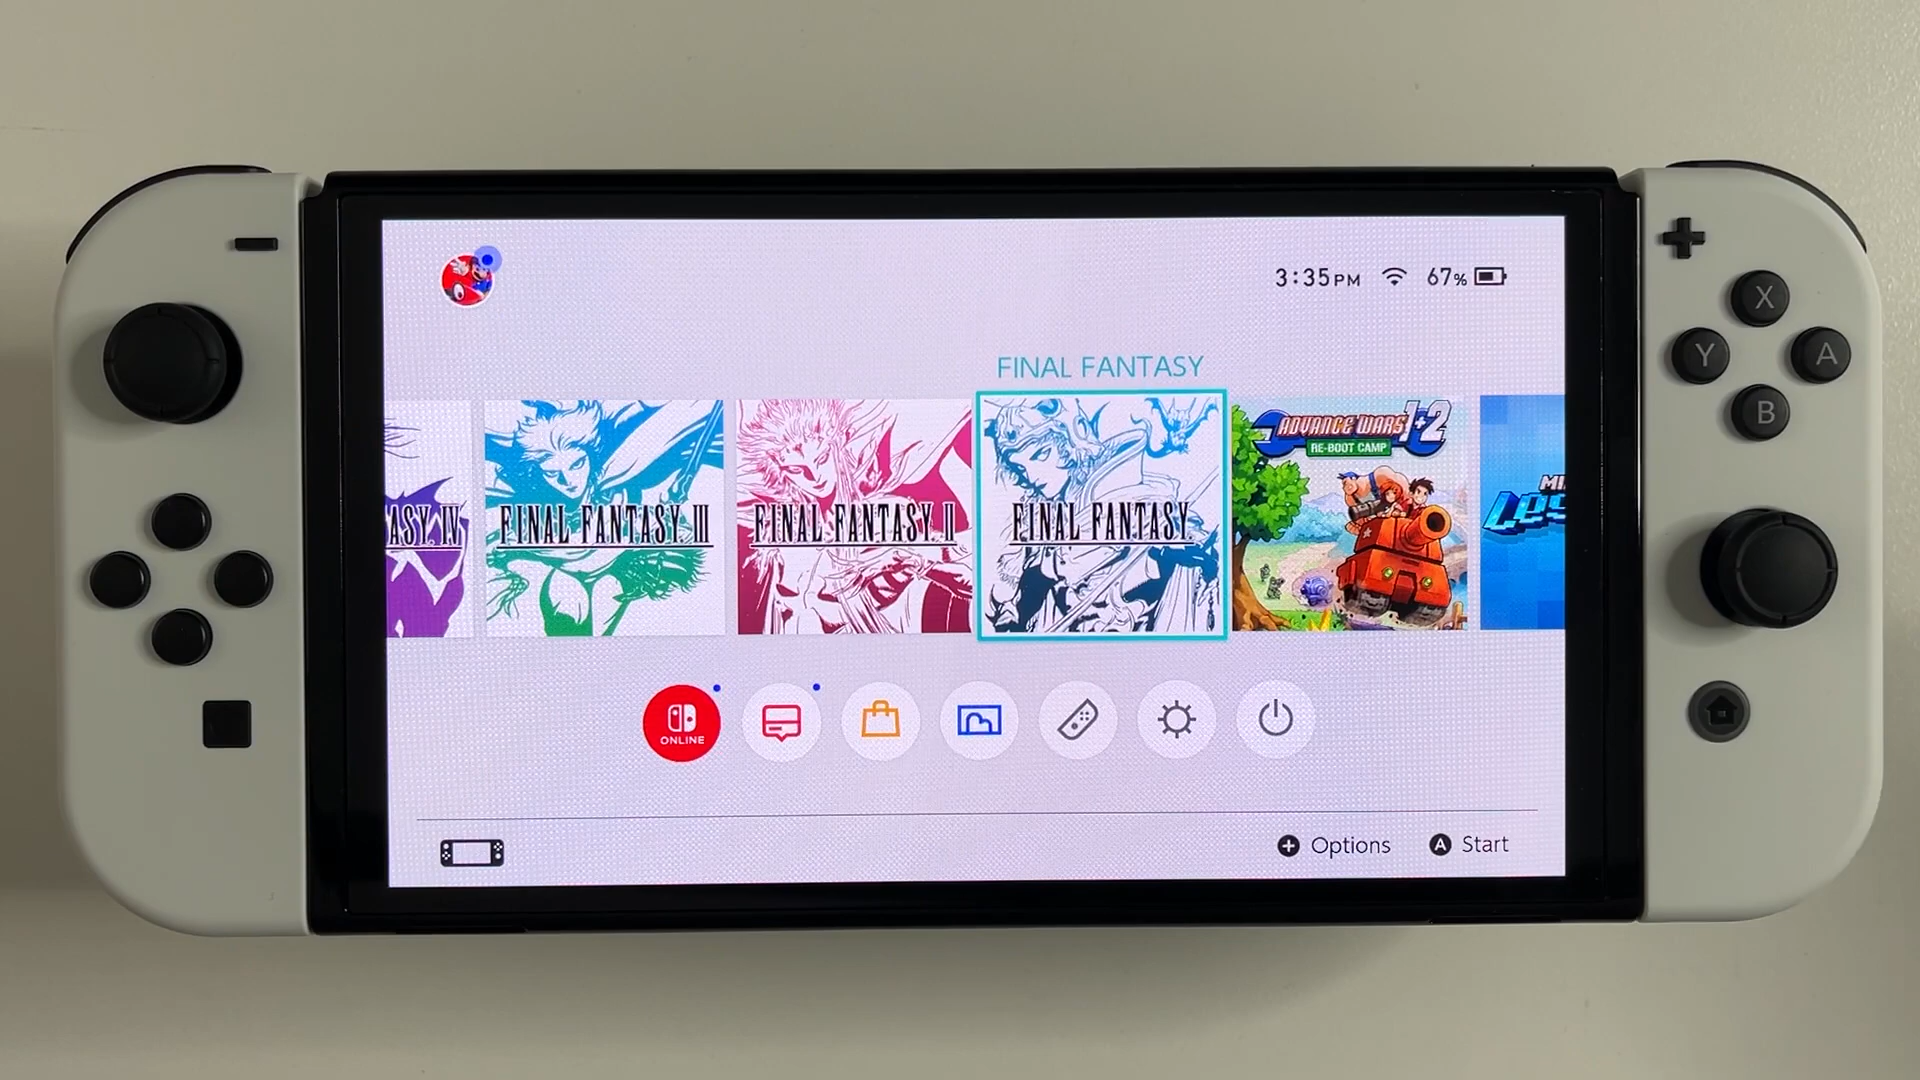 3:35PM 67%
FINAL FANTASY
ASY IV
FINAL FANTASY III
FINAL FANTASY II
FINAL FANTASY
ADVANCE WARS 1+2
RE-BOOT CAMP
ONLINE
Options
A Start
X
Y
A
B